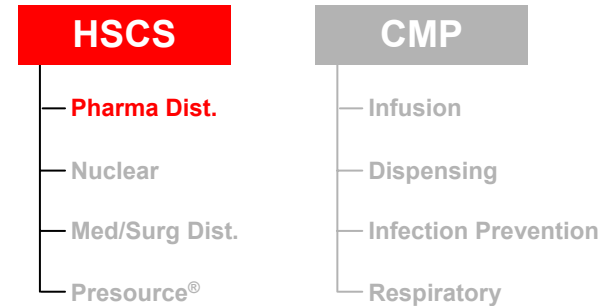 HSCS
Pharma Dist.
Nuclear
Med/Surg Dist.
Presource®
CMP
Infusion
Dispensing
Infection Prevention
Respiratory